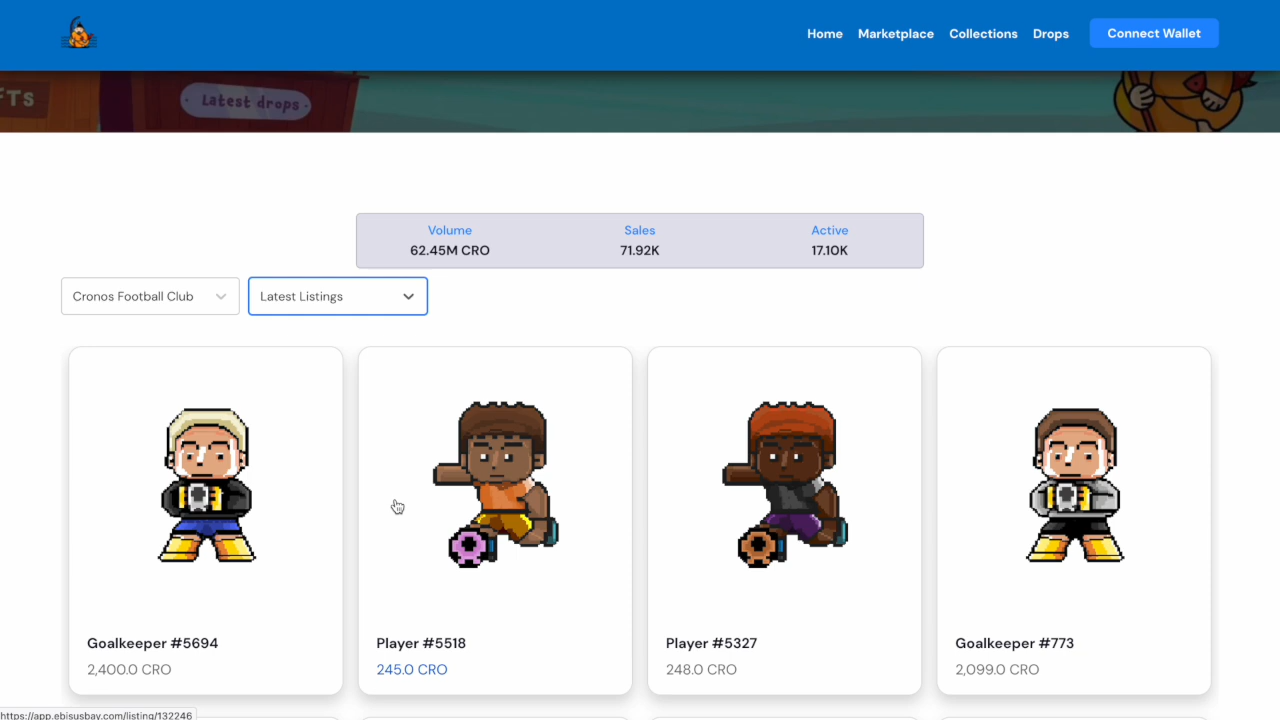 Home Marketplace Collections Drops Connect Wallet
FTs
Latest drops
Volume Sales Active
62.45M CRO 71.92K 17.10K
Cronos Football Club Latest Listings
Goalkeeper #5694 Player #5518 Player #5327 Goalkeeper #773
2,400.0 CRO 245.0 CRO 248.0 CRO 2,099.0 CRO
https://app.ebisusbay.com/listing/132246